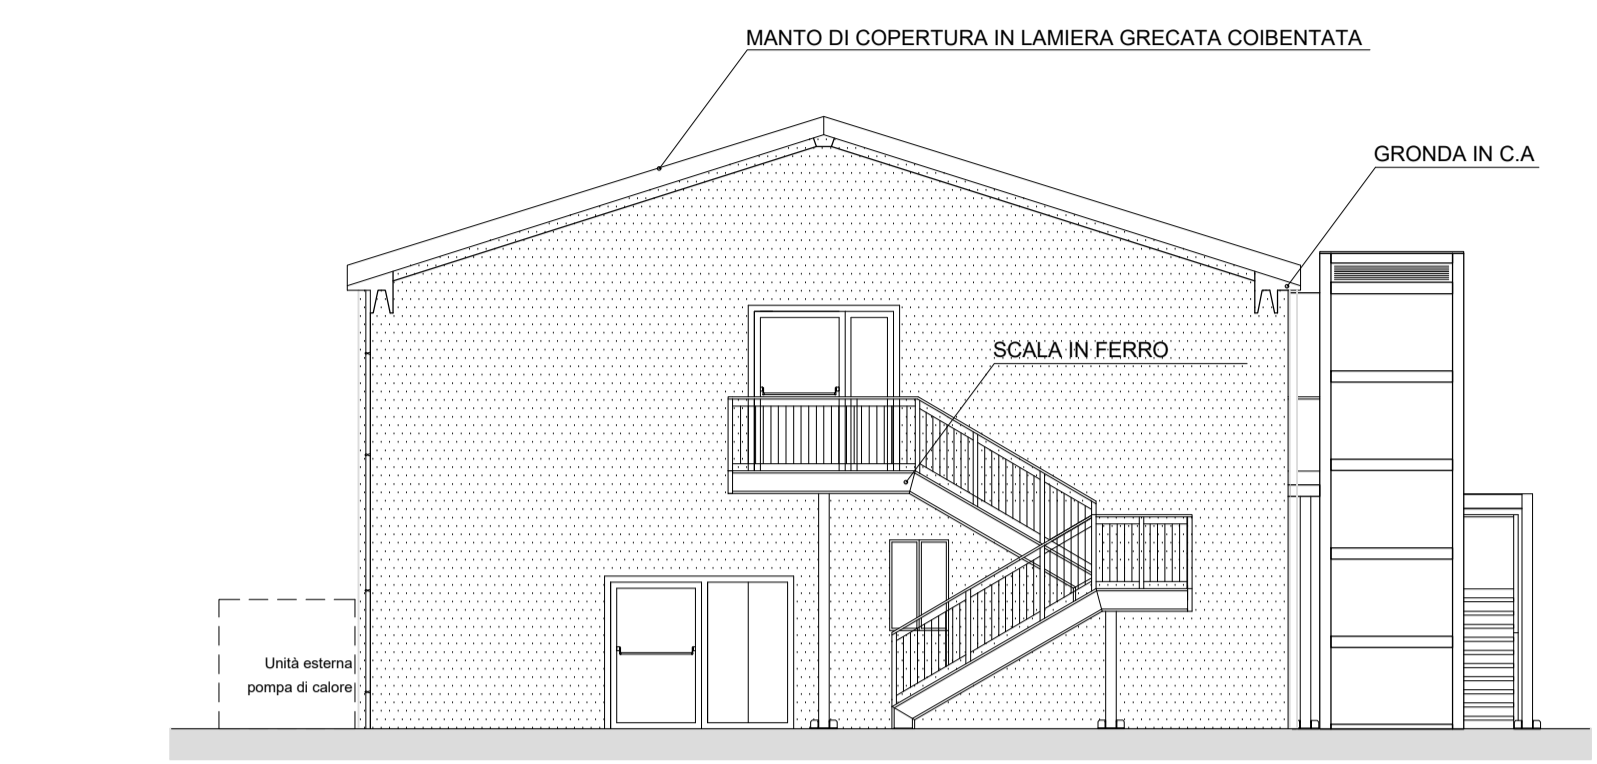 MANTO DI COPERTURA IN LAMIERA GRECATA COIBENTATA
GRONDA IN C.A
SCALA IN FERRO
Unità esterna
pompa di calore